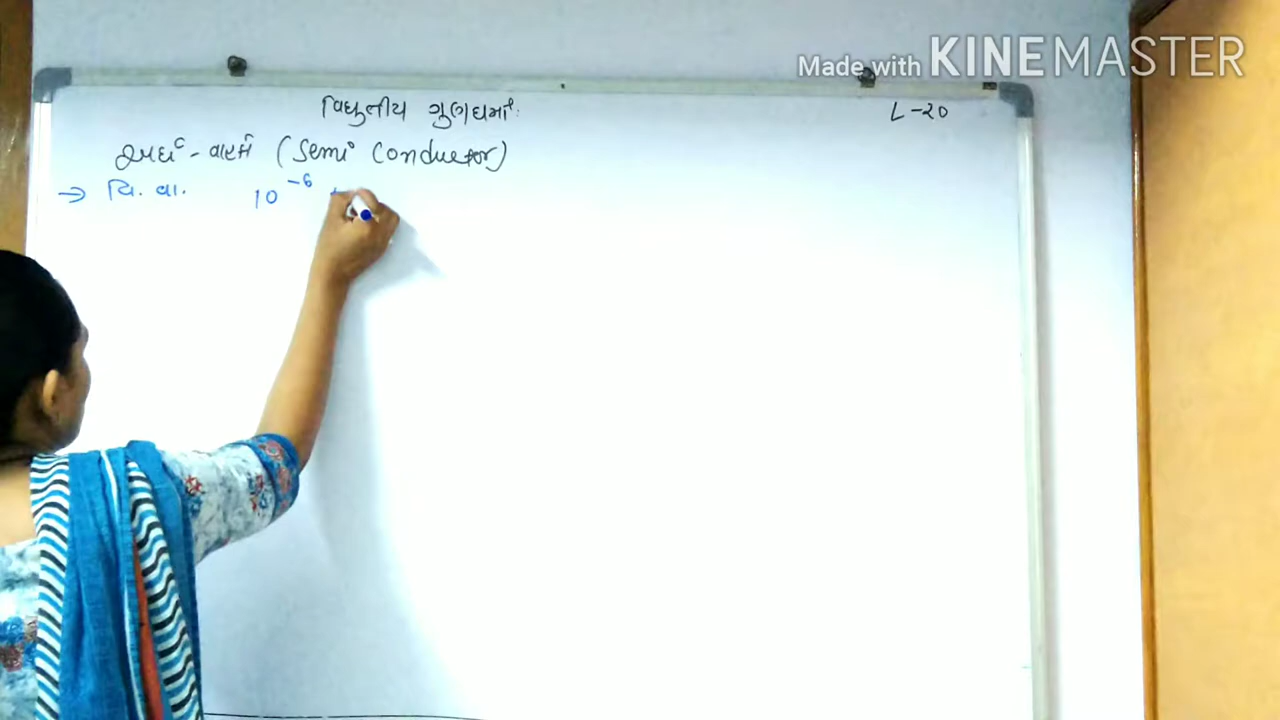 Made with KINEMASTER
વિદ્યુતીય ગુણધર્મો: L-20
અર્ધ-વાહક (Semi Conductor)
→ વિ. વા. 10⁻⁶